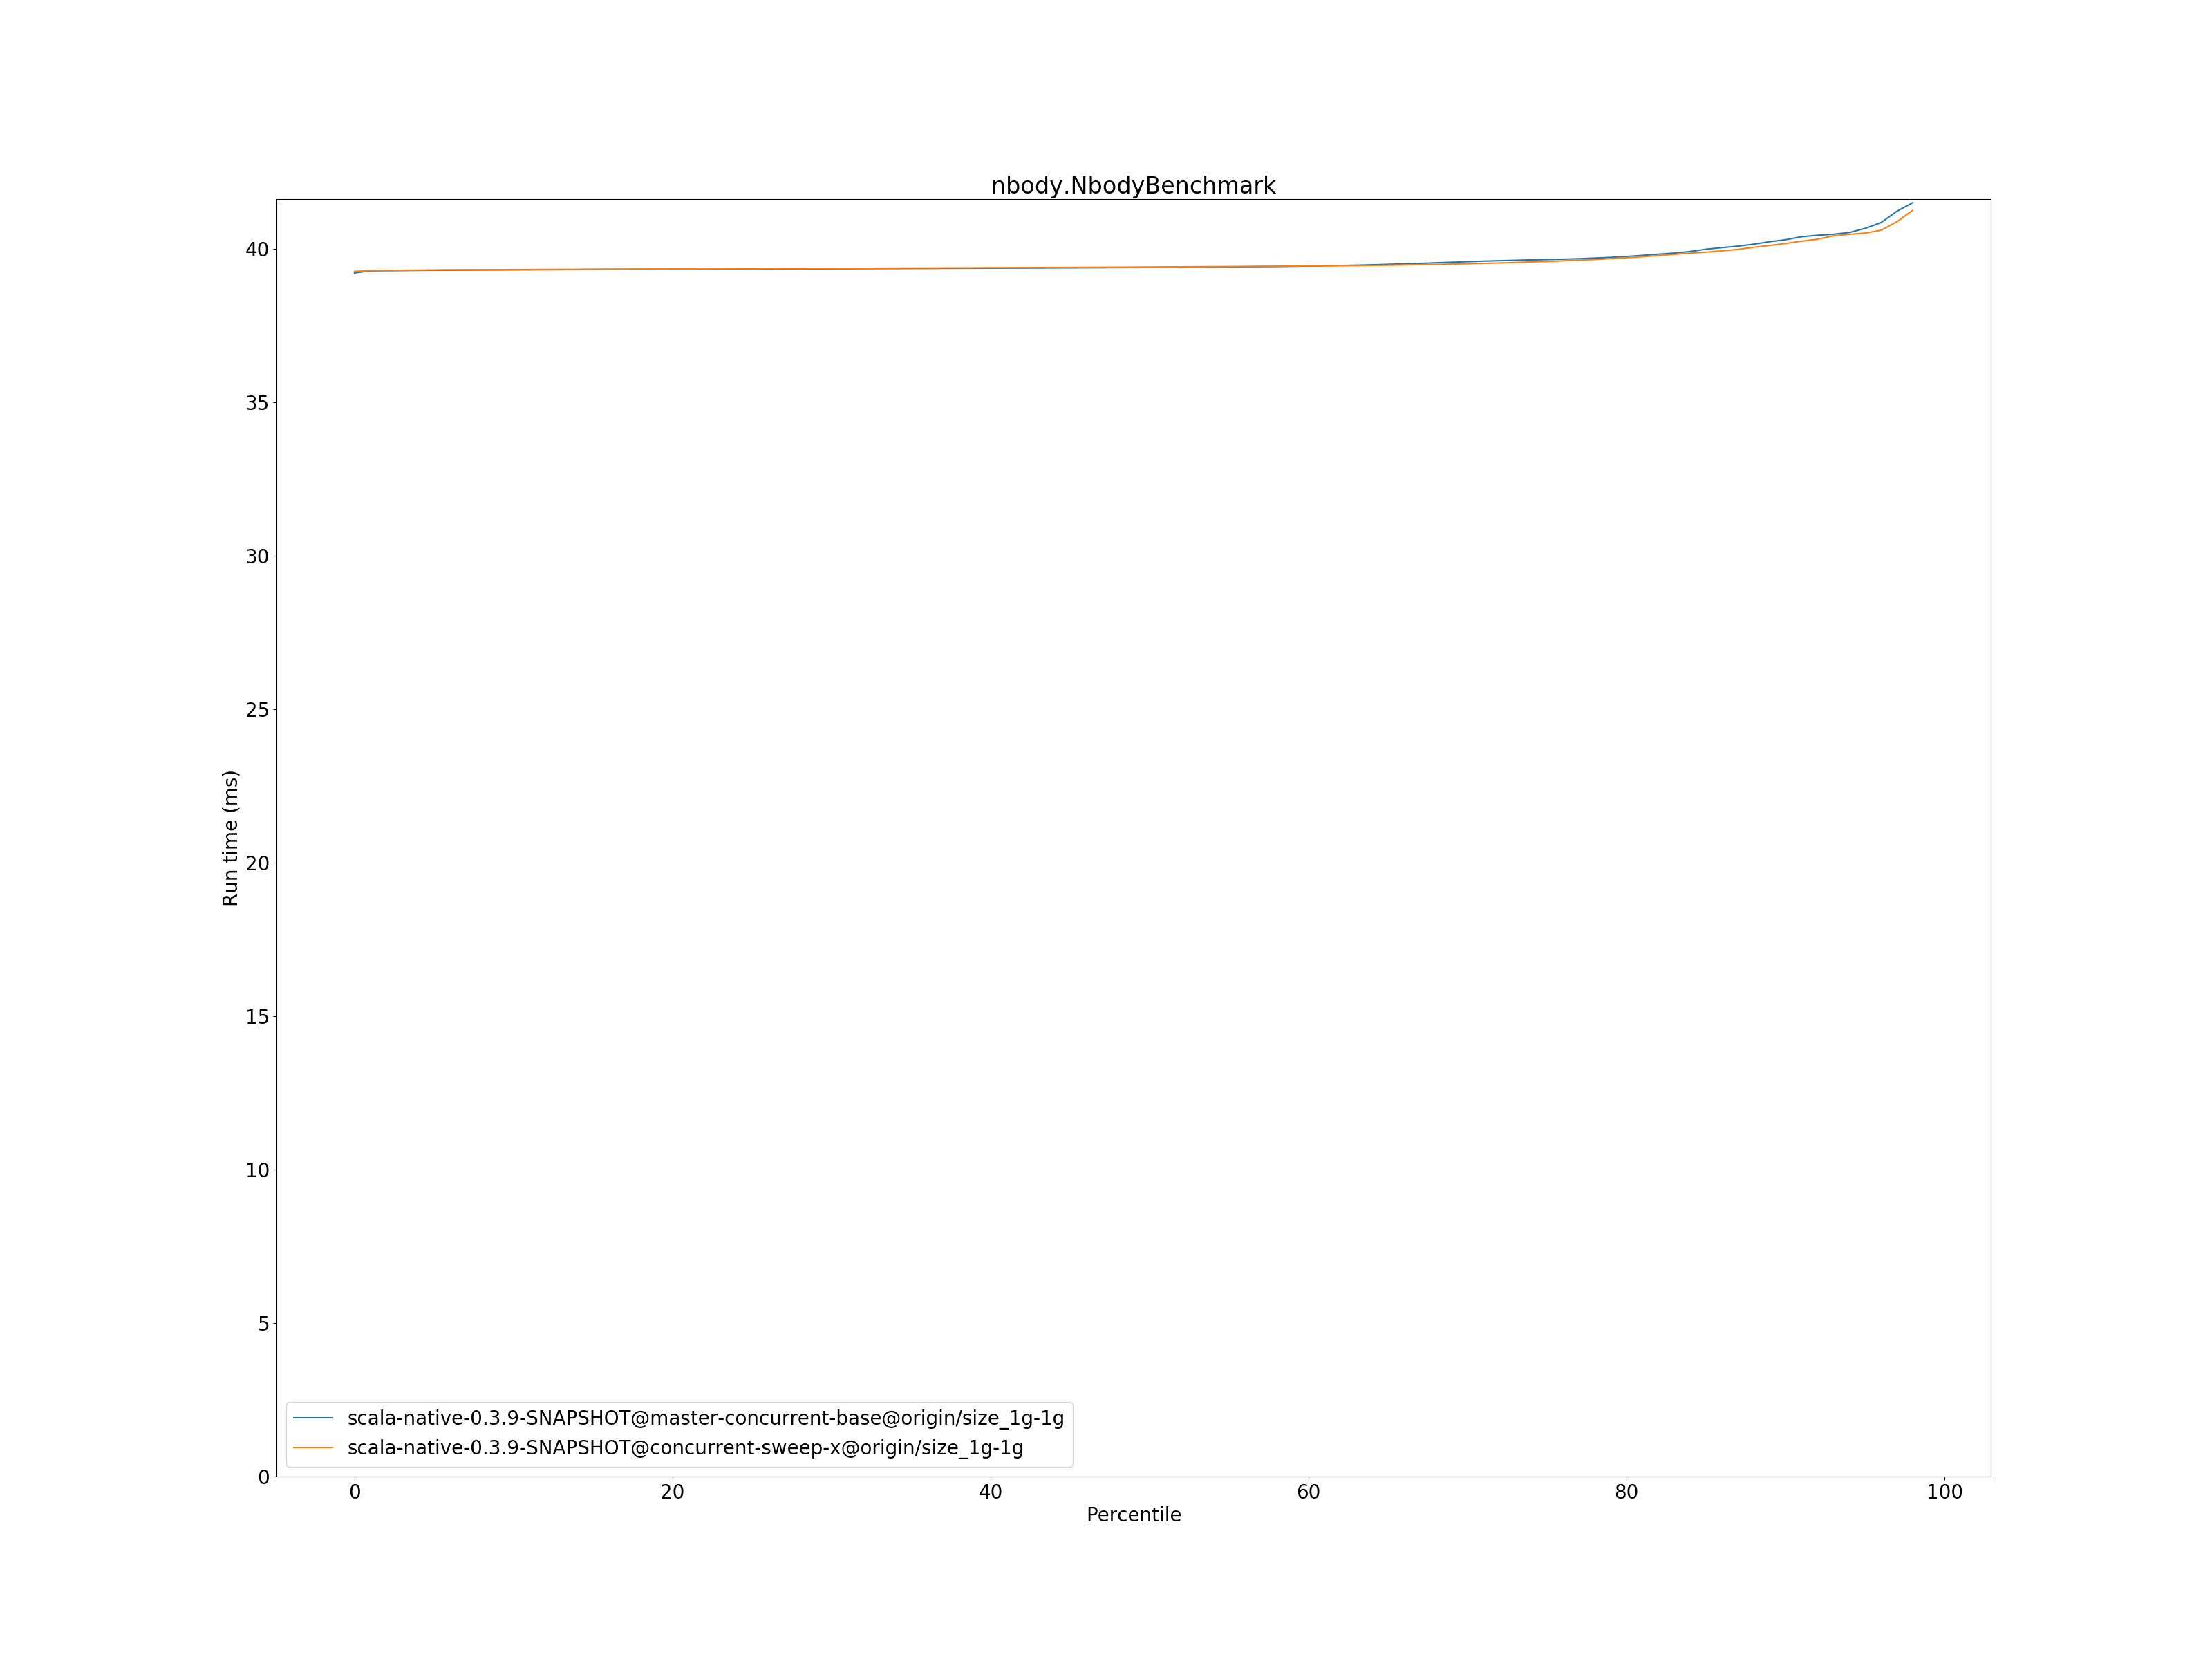 nbody.NbodyBenchmark
40
35
30
25
20
15
10
5
0
Run time (ms)
scala-native-0.3.9-SNAPSHOT@master-concurrent-base@origin/size_1g-1g
scala-native-0.3.9-SNAPSHOT@concurrent-sweep-x@origin/size_1g-1g
0 20 40 60 80 100
Percentile